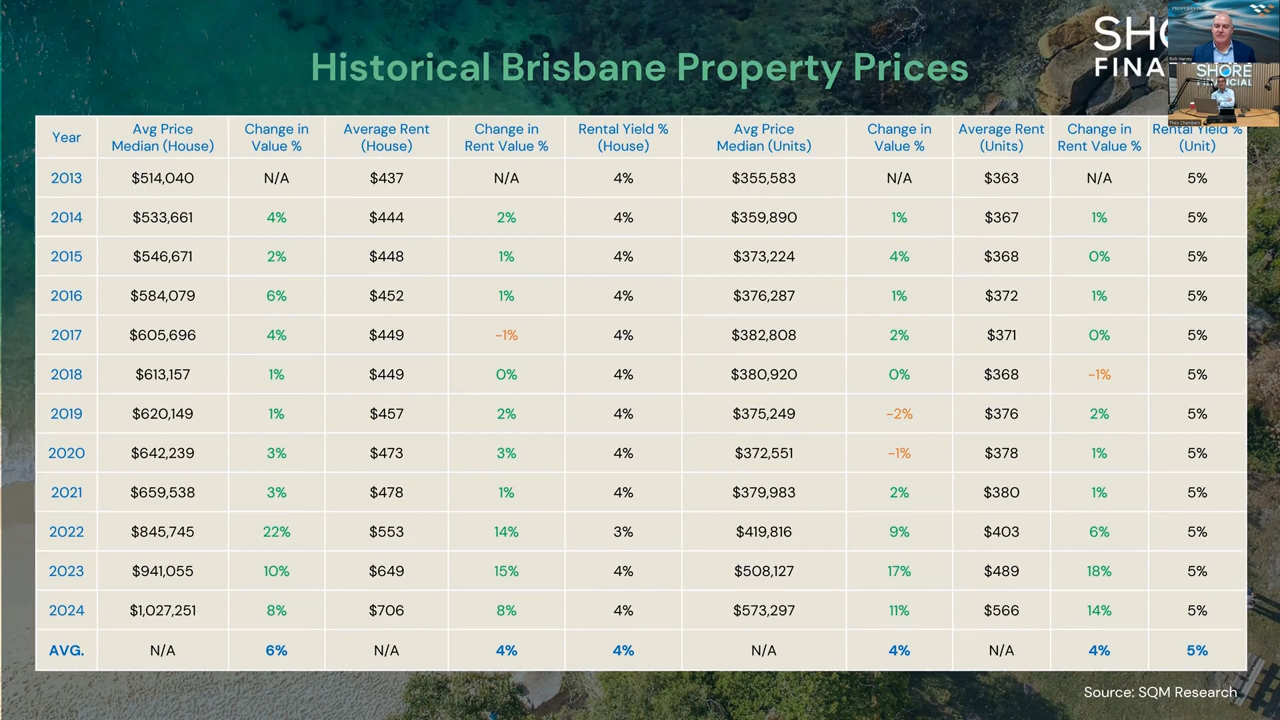 Historical Brisbane Property Prices
SHORE
FINANCIAL
Year Avg Price Median (House) Change in Value % Average Rent (House) Change in Rent Value % Rental Yield % (House) Avg Price Median (Units) Change in Value % Average Rent (Units) Change in Rent Value % Rental Yield % (Unit)
2013 $514,040 N/A $437 N/A 4% $355,583 N/A $363 N/A 5%
2014 $533,661 4% $444 2% 4% $359,890 1% $367 1% 5%
2015 $546,671 2% $448 1% 4% $373,224 4% $368 0% 5%
2016 $584,079 6% $452 1% 4% $376,287 1% $372 1% 5%
2017 $605,696 4% $449 -1% 4% $382,808 2% $371 0% 5%
2018 $613,157 1% $449 0% 4% $380,920 0% $368 -1% 5%
2019 $620,149 1% $457 2% 4% $375,249 -2% $376 2% 5%
2020 $642,239 3% $473 3% 4% $372,551 -1% $378 1% 5%
2021 $659,538 3% $478 1% 4% $379,983 2% $380 1% 5%
2022 $845,745 22% $553 14% 3% $419,816 9% $403 6% 5%
2023 $941,055 10% $649 15% 4% $508,127 17% $489 18% 5%
2024 $1,027,251 8% $706 8% 4% $573,297 11% $566 14% 5%
AVG. N/A 6% N/A 4% 4% N/A 4% N/A 4% 5%
Source: SQM Research